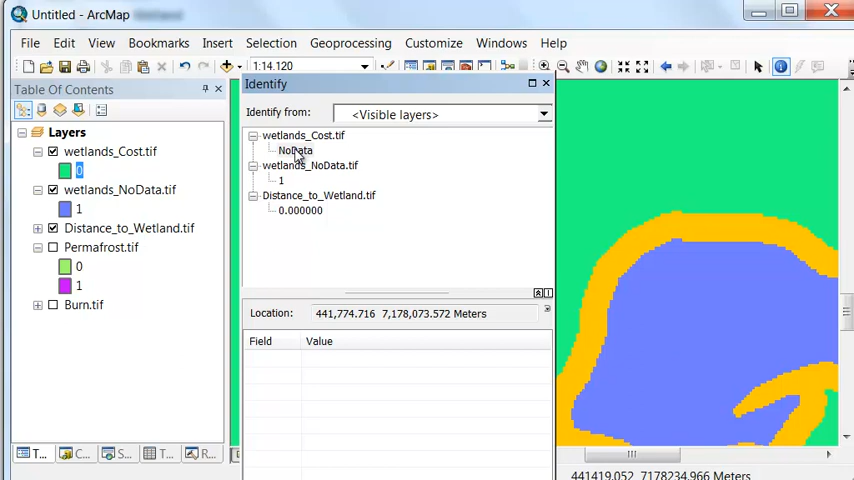 Untitled - ArcMap
File Edit View Bookmarks Insert Selection Geoprocessing Customize Windows Help
1:14.120
Table Of Contents
Layers
wetlands_Cost.tif
0
wetlands_NoData.tif
1
Distance_to_Wetland.tif
Permafrost.tif
0
1
Burn.tif
T... C... S... T... R...
Identify
Identify from: <Visible layers>
wetlands_Cost.tif
NoData
wetlands_NoData.tif
1
Distance_to_Wetland.tif
0.000000
Location: 441,774.716 7,178,073.572 Meters
Field Value
441419.052 7178234.966 Meters